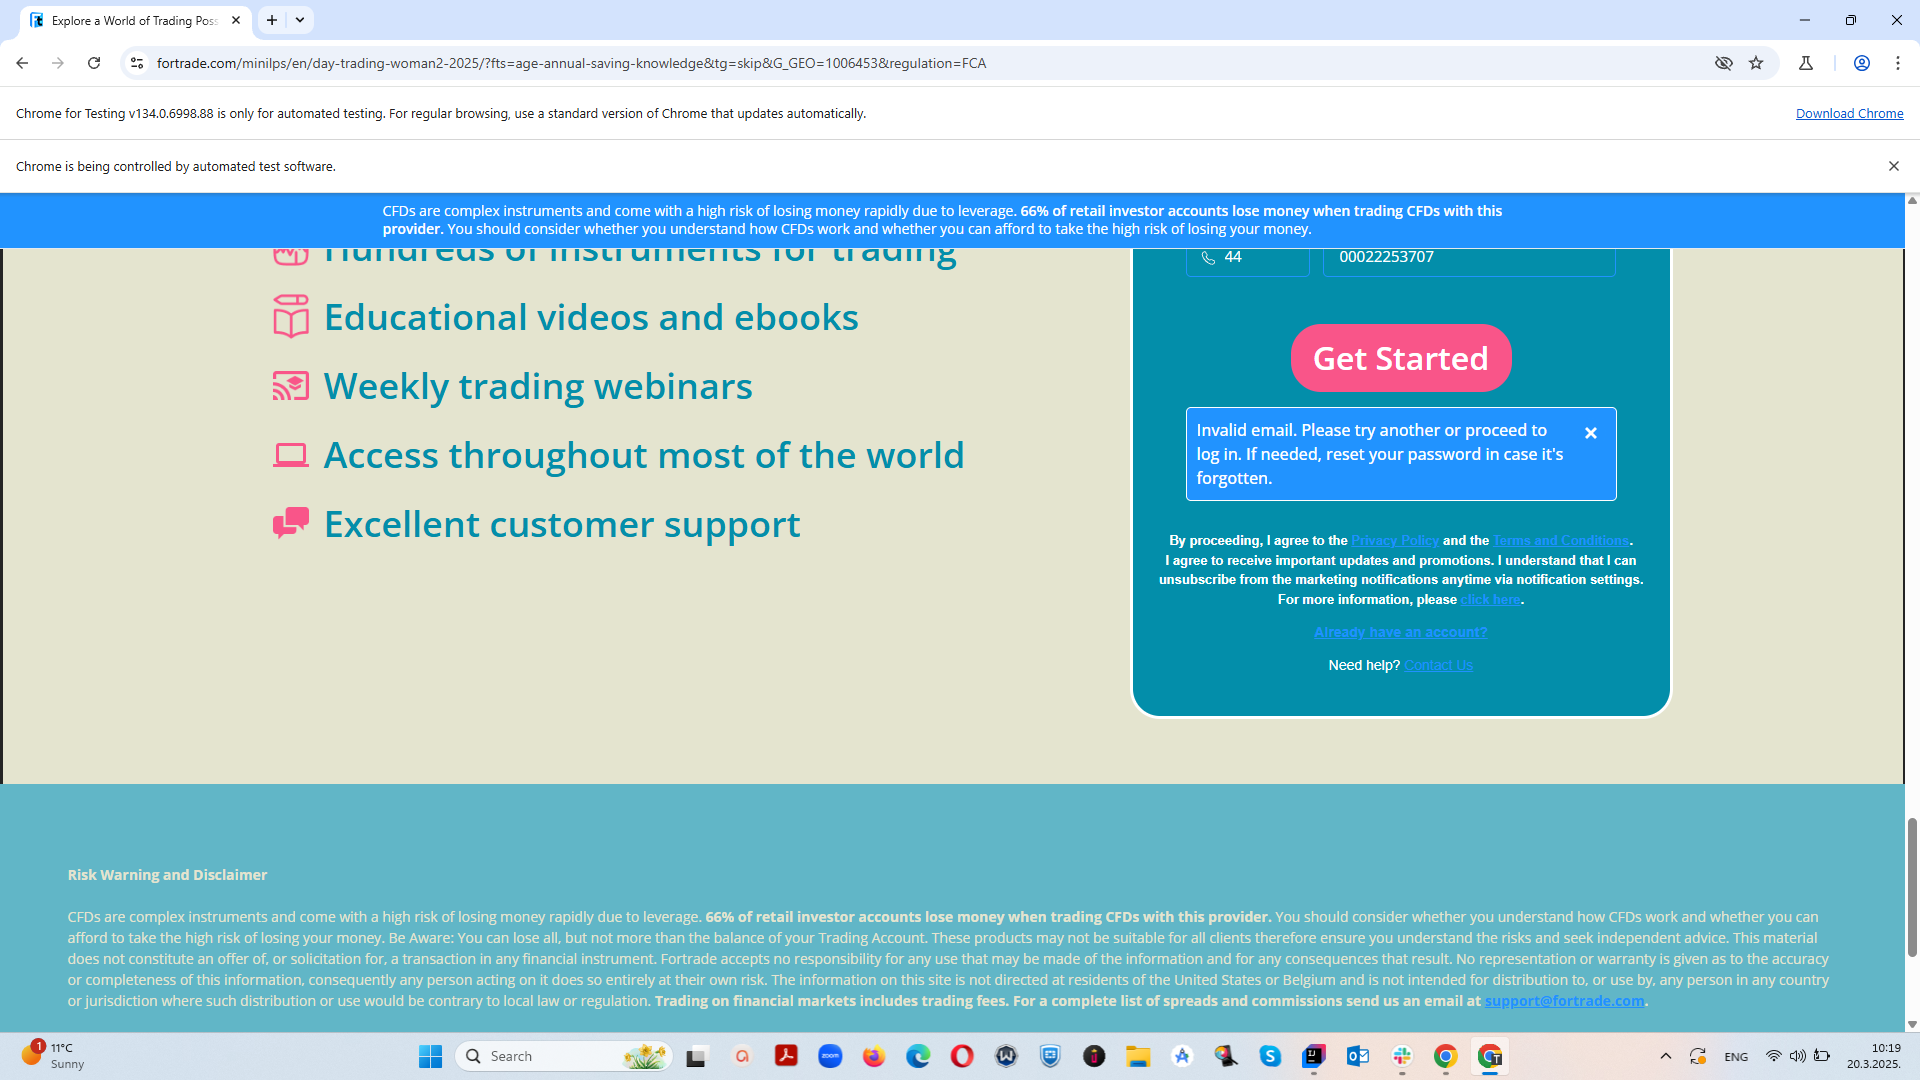 Explore a World of Trading Poss
fortrade.com/minilps/en/day-trading-woman2-2025/?fts=age-annual-saving-knowledge&tg=skip&G_GEO=1006453&regulation=FCA
Chrome for Testing v134.0.6998.88 is only for automated testing. For regular browsing, use a standard version of Chrome that updates automatically.
Download Chrome
Chrome is being controlled by automated test software.
CFDs are complex instruments and come with a high risk of losing money rapidly due to leverage. 66% of retail investor accounts lose money when trading CFDs with this
provider. You should consider whether you understand how CFDs work and whether you can afford to take the high risk of losing your money.
Hundreds of instruments for trading
Educational videos and ebooks
Weekly trading webinars
Access throughout most of the world
Excellent customer support
44
00022253707
Get Started
Invalid email. Please try another or proceed to
log in. If needed, reset your password in case it's
forgotten.
By proceeding, I agree to the Privacy Policy and the Terms and Conditions.
I agree to receive important updates and promotions. I understand that I can
unsubscribe from the marketing notifications anytime via notification settings.
For more information, please click here.
Already have an account?
Need help? Contact Us
Risk Warning and Disclaimer
CFDs are complex instruments and come with a high risk of losing money rapidly due to leverage. 66% of retail investor accounts lose money when trading CFDs with this provider. You should consider whether you understand how CFDs work and whether you can
afford to take the high risk of losing your money. Be Aware: You can lose all, but not more than the balance of your Trading Account. These products may not be suitable for all clients therefore ensure you understand the risks and seek independent advice. This material
does not constitute an offer of, or solicitation for, a transaction in any financial instrument. Fortrade accepts no responsibility for any use that may be made of the information and for any consequences that result. No representation or warranty is given as to the accuracy
or completeness of this information, consequently any person acting on it does so entirely at their own risk. The information on this site is not directed at residents of the United States or Belgium and is not intended for distribution to, or use by, any person in any country
or jurisdiction where such distribution or use would be contrary to local law or regulation. Trading on financial markets includes trading fees. For a complete list of spreads and commissions send us an email at support@fortrade.com.
1
11°C
Sunny
Search
zoom
ENG
10:19
20.3.2025.